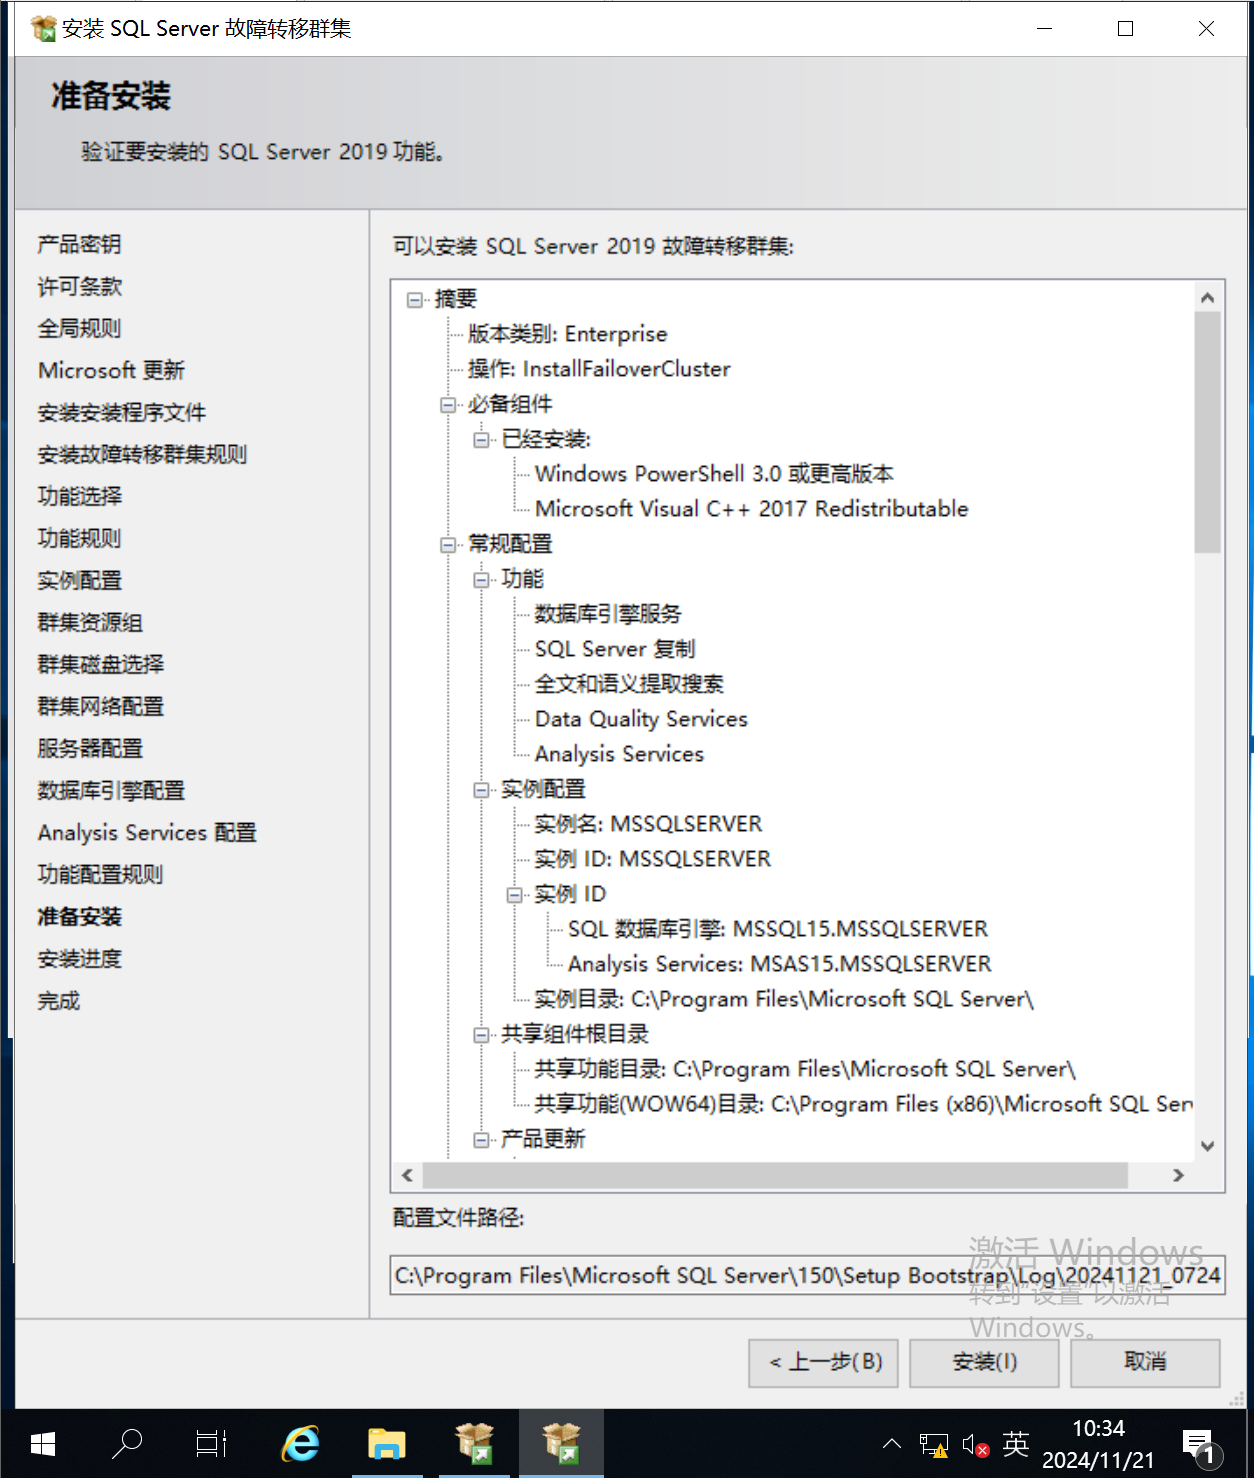 安装 SQL Server 故障转移群集
准备安装
验证要安装的 SQL Server 2019 功能。
产品密钥
许可条款
全局规则
Microsoft 更新
安装安装程序文件
安装故障转移群集规则
功能选择
功能规则
实例配置
群集资源组
群集磁盘选择
群集网络配置
服务器配置
数据库引擎配置
Analysis Services 配置
功能配置规则
准备安装
安装进度
完成
可以安装 SQL Server 2019 故障转移群集:
摘要
版本类别: Enterprise
操作: InstallFailoverCluster
必备组件
已经安装:
Windows PowerShell 3.0 或更高版本
Microsoft Visual C++ 2017 Redistributable
常规配置
功能
数据库引擎服务
SQL Server 复制
全文和语义提取搜索
Data Quality Services
Analysis Services
实例配置
实例名: MSSQLSERVER
实例 ID: MSSQLSERVER
实例 ID
SQL 数据库引擎: MSSQL15.MSSQLSERVER
Analysis Services: MSAS15.MSSQLSERVER
实例目录: C:\Program Files\Microsoft SQL Server\
共享组件根目录
共享功能目录: C:\Program Files\Microsoft SQL Server\
共享功能(WOW64)目录: C:\Program Files (x86)\Microsoft SQL Serv
产品更新
配置文件路径:
C:\Program Files\Microsoft SQL Server\150\Setup Bootstrap\Log\20241121_0724
激活 Windows
转到"设置"以激活
Windows。
< 上一步(B)
安装(I)
取消
英
10:34
2024/11/21
1